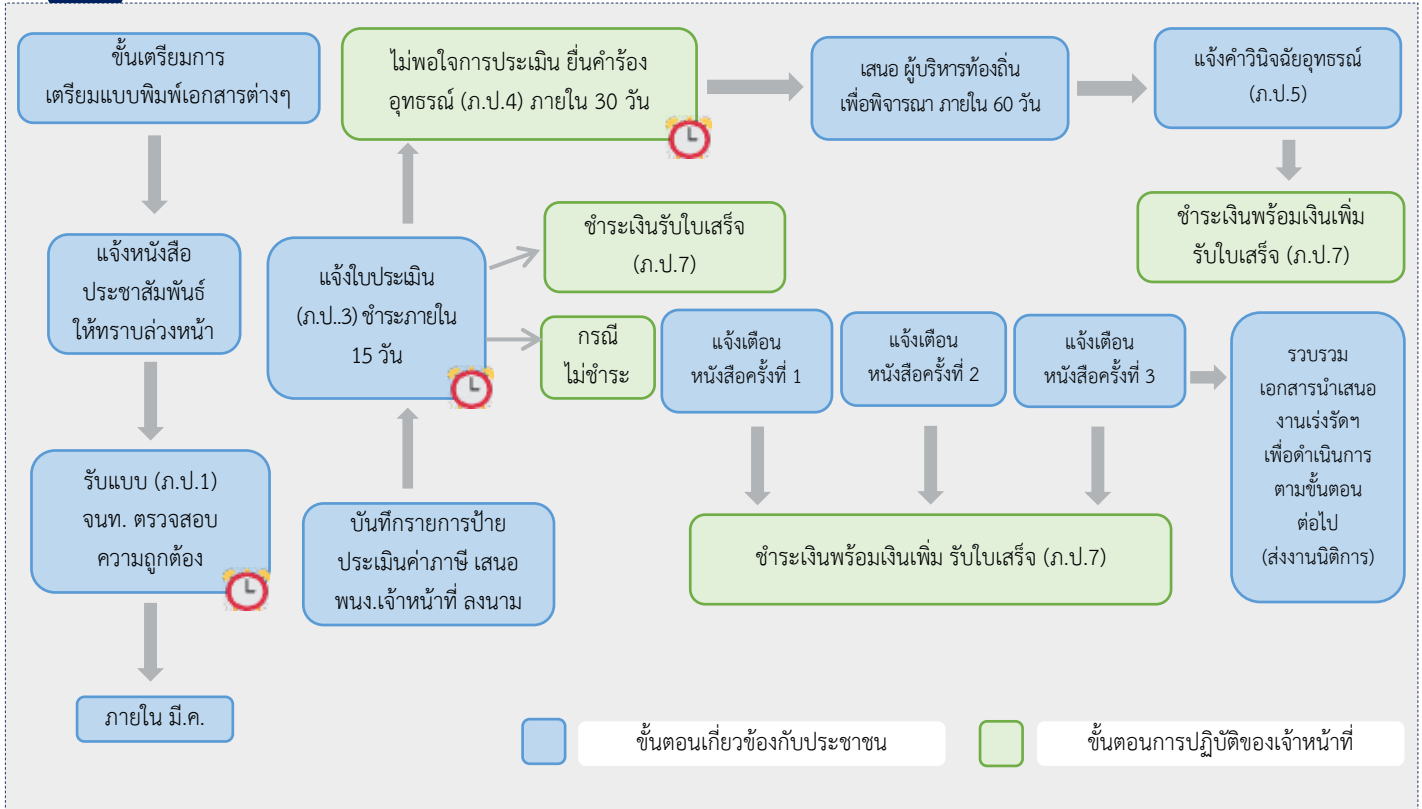 ขั้นเตรียมการ
เตรียมแบบพิมพ์เอกสารต่างๆ
แจ้งหนังสือ
ประชาสัมพันธ์
ให้ทราบล่วงหน้า
รับแบบ (ภ.ป.1)
จนท. ตรวจสอบ
ความถูกต้อง
ภายใน มี.ค.
บันทึกรายการป้าย
ประเมินค่าภาษี เสนอ
พนง.เจ้าหน้าที่ ลงนาม
แจ้งใบประเมิน
(ภ.ป..3) ชำระภายใน
15 วัน
ไม่พอใจการประเมิน ยื่นคำร้อง
อุทธรณ์ (ภ.ป.4) ภายใน 30 วัน
เสนอ ผู้บริหารท้องถิ่น
เพื่อพิจารณา ภายใน 60 วัน
แจ้งคำวินิจฉัยอุทธรณ์
(ภ.ป.5)
ชำระเงินพร้อมเงินเพิ่ม
รับใบเสร็จ (ภ.ป.7)
ชำระเงินรับใบเสร็จ
(ภ.ป.7)
กรณี
ไม่ชำระ
แจ้งเตือน
หนังสือครั้งที่ 1
แจ้งเตือน
หนังสือครั้งที่ 2
แจ้งเตือน
หนังสือครั้งที่ 3
รวบรวม
เอกสารนำเสนอ
งานเร่งรัดฯ
เพื่อดำเนินการ
ตามขั้นตอน
ต่อไป
(ส่งงานนิติการ)
ชำระเงินพร้อมเงินเพิ่ม รับใบเสร็จ (ภ.ป.7)
ขั้นตอนเกี่ยวข้องกับประชาชน
ขั้นตอนการปฏิบัติของเจ้าหน้าที่